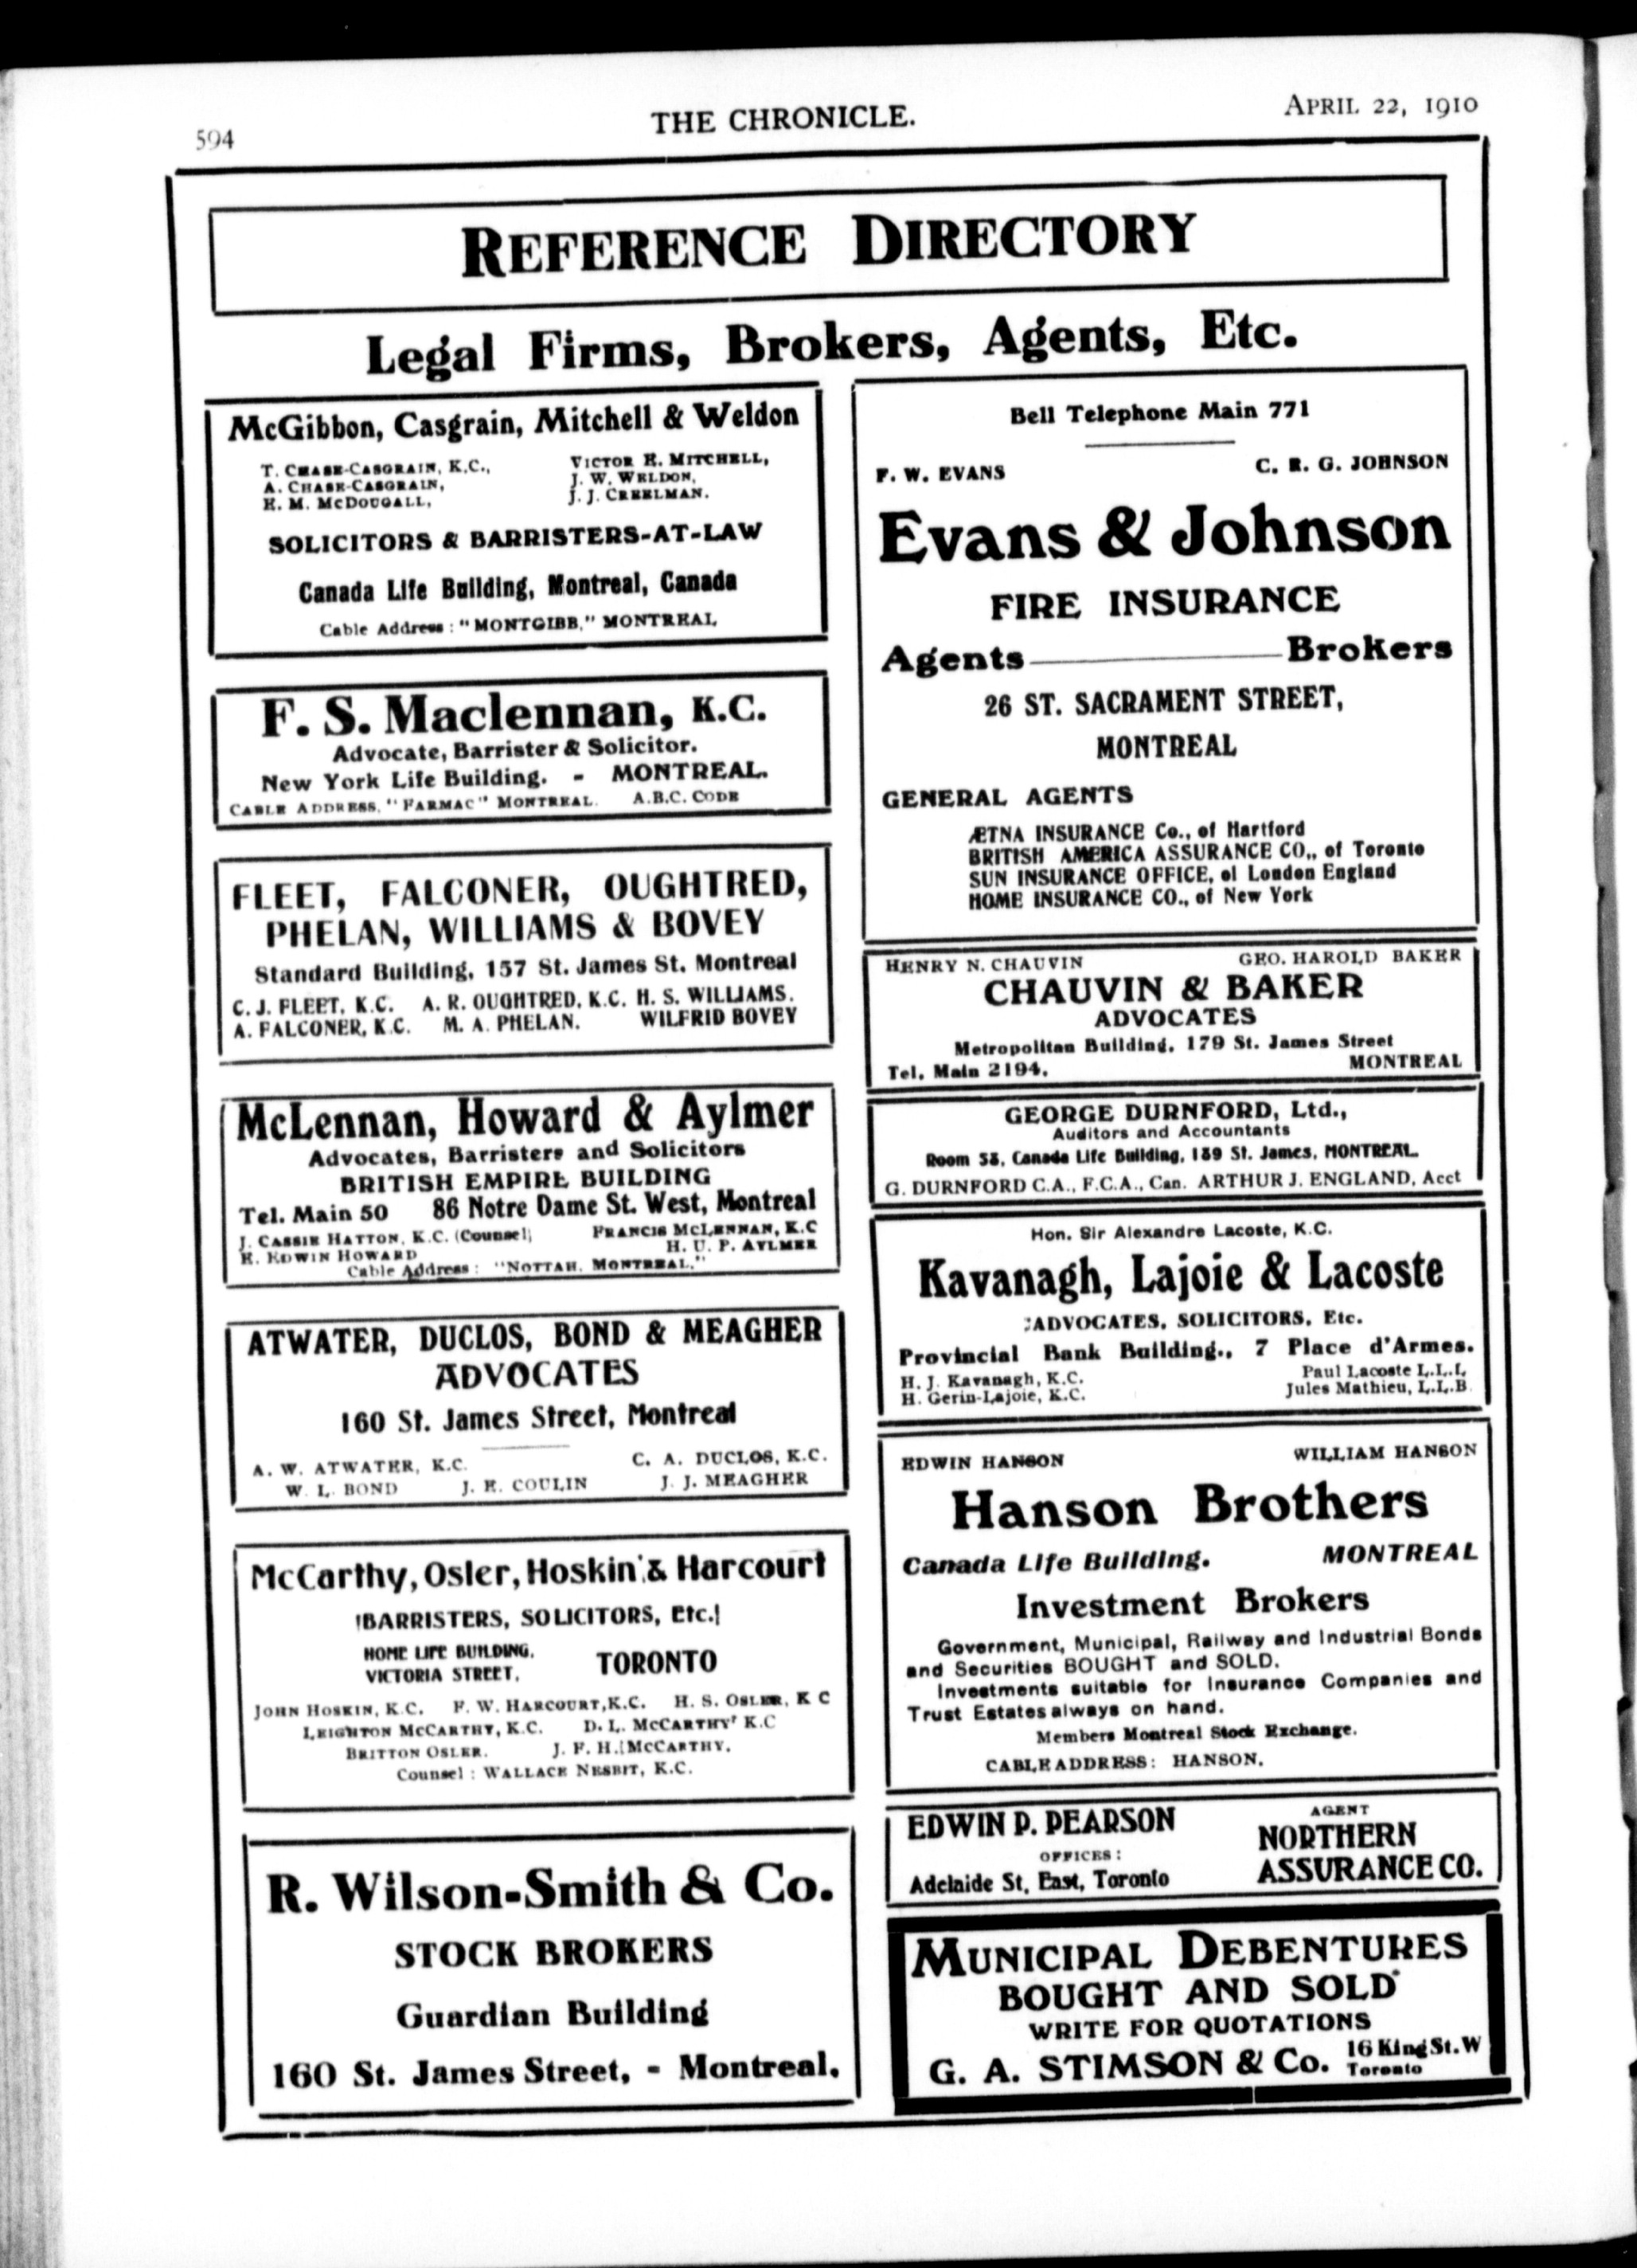 594
THE CHRONICLE.
APRIL 22, 1910
REFERENCE DIRECTORY
Legal Firms, Brokers, Agents, Etc.
McGibbon, Casgrain, Mitchell & Weldon
T. CHASE-CASGRAIN, K.C., VICTOR E. MITCHELL,
A. CHASE-CASGRAIN, J. W. WELDON,
E. M. McDOUGALL, J. J. CREELMAN.
SOLICITORS & BARRISTERS-AT-LAW
Canada Life Building, Montreal, Canada
Cable Address : "MONTGIBB," MONTREAL
F. S. Maclennan, K.C.
Advocate, Barrister & Solicitor.
New York Life Building. - MONTREAL.
CABLE ADDRESS, "FARMAC" MONTREAL. A.B.C. CODE
FLEET, FALCONER, OUGHTRED,
PHELAN, WILLIAMS & BOVEY
Standard Building, 157 St. James St. Montreal
C. J. FLEET, K.C. A. R. OUGHTRED, K.C. H. S. WILLIAMS.
A. FALCONER, K.C. M. A. PHELAN. WILFRID BOVEY
McLennan, Howard & Aylmer
Advocates, Barristers and Solicitors
BRITISH EMPIRE BUILDING
Tel. Main 50 86 Notre Dame St. West, Montreal
J. CASSIE HATTON, K.C. (Counsel) FRANCIS McLENNAN, K.C
E. EDWIN HOWARD H. U. P. AYLMER
Cable Address : "NOTTAH, MONTREAL."
ATWATER, DUCLOS, BOND & MEAGHER
ADVOCATES
160 St. James Street, Montreal
A. W. ATWATER, K.C. C. A. DUCLOS, K.C.
W. L. BOND J. E. COULIN J. J. MEAGHER
McCarthy, Osler, Hoskin & Harcourt
BARRISTERS, SOLICITORS, Etc.
HOME LIFE BUILDING,
VICTORIA STREET, TORONTO
JOHN HOSKIN, K.C. F. W. HARCOURT, K.C. H. S. OSLER, K C
LEIGHTON McCARTHY, K.C. D. L. McCARTHY' K.C
BRITTON OSLER. J. F. H. McCARTHY.
Counsel : WALLACE NESBIT, K.C.
R. Wilson-Smith & Co.
STOCK BROKERS
Guardian Building
160 St. James Street, - Montreal.
Bell Telephone Main 771
F. W. EVANS C. R. G. JOHNSON
Evans & Johnson
FIRE INSURANCE
Agents Brokers
26 ST. SACRAMENT STREET,
MONTREAL
GENERAL AGENTS
ÆTNA INSURANCE Co., of Hartford
BRITISH AMERICA ASSURANCE CO., of Toronto
SUN INSURANCE OFFICE, of London England
HOME INSURANCE CO., of New York
HENRY N. CHAUVIN GEO. HAROLD BAKER
CHAUVIN & BAKER
ADVOCATES
Metropolitan Building, 179 St. James Street
Tel. Main 2194. MONTREAL
GEORGE DURNFORD, Ltd.,
Auditors and Accountants
Room 58, Canada Life Building, 189 St. James, MONTREAL.
G. DURNFORD C.A., F.C.A., Can. ARTHUR J. ENGLAND, Acct
Hon. Sir Alexandre Lacoste, K.C.
Kavanagh, Lajoie & Lacoste
ADVOCATES, SOLICITORS, Etc.
Provincial Bank Building., 7 Place d'Armes.
H. J. Kavanagh, K.C. Paul Lacoste L.L.L
H. Gerin-Lajoie, K.C. Jules Mathieu, L.L.B.
EDWIN HANSON WILLIAM HANSON
Hanson Brothers
Canada Life Building. MONTREAL
Investment Brokers
Government, Municipal, Railway and Industrial Bonds
and Securities BOUGHT and SOLD.
Investments suitable for Insurance Companies and
Trust Estates always on hand.
Members Montreal Stock Exchange.
CABLE ADDRESS: HANSON.
EDWIN P. PEARSON
OFFICES :
Adelaide St, East, Toronto
AGENT
NORTHERN
ASSURANCE CO.
MUNICIPAL DEBENTURES
BOUGHT AND SOLD
WRITE FOR QUOTATIONS
G. A. STIMSON & Co. 16 King St. W
Toronto